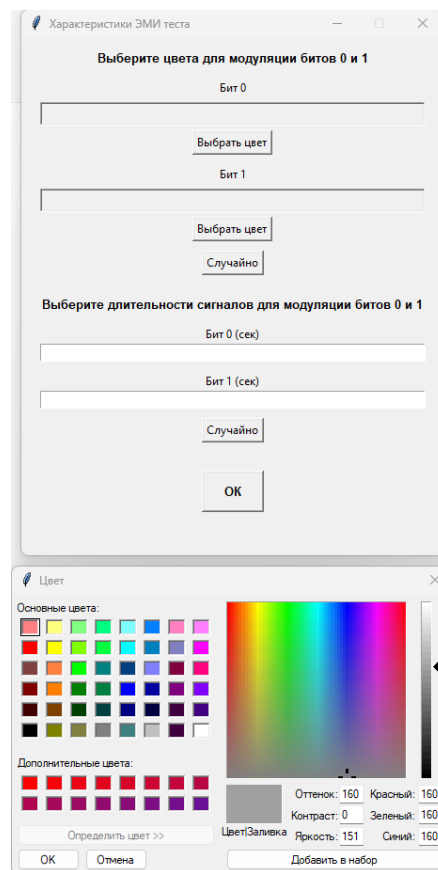 Характеристики ЭМИ теста
Выберите цвета для модуляции битов 0 и 1
Бит 0
Выбрать цвет
Бит 1
Выбрать цвет
Случайно
Выберите длительности сигналов для модуляции битов 0 и 1
Бит 0 (сек)
Бит 1 (сек)
Случайно
ОК
Цвет
Основные цвета:
Дополнительные цвета:
Определить цвет >>
ОК Отмена
Цвет|Заливка
Оттенок: 160 Красный: 160
Контраст: 0 Зеленый: 160
Яркость: 151 Синий: 160
Добавить в набор